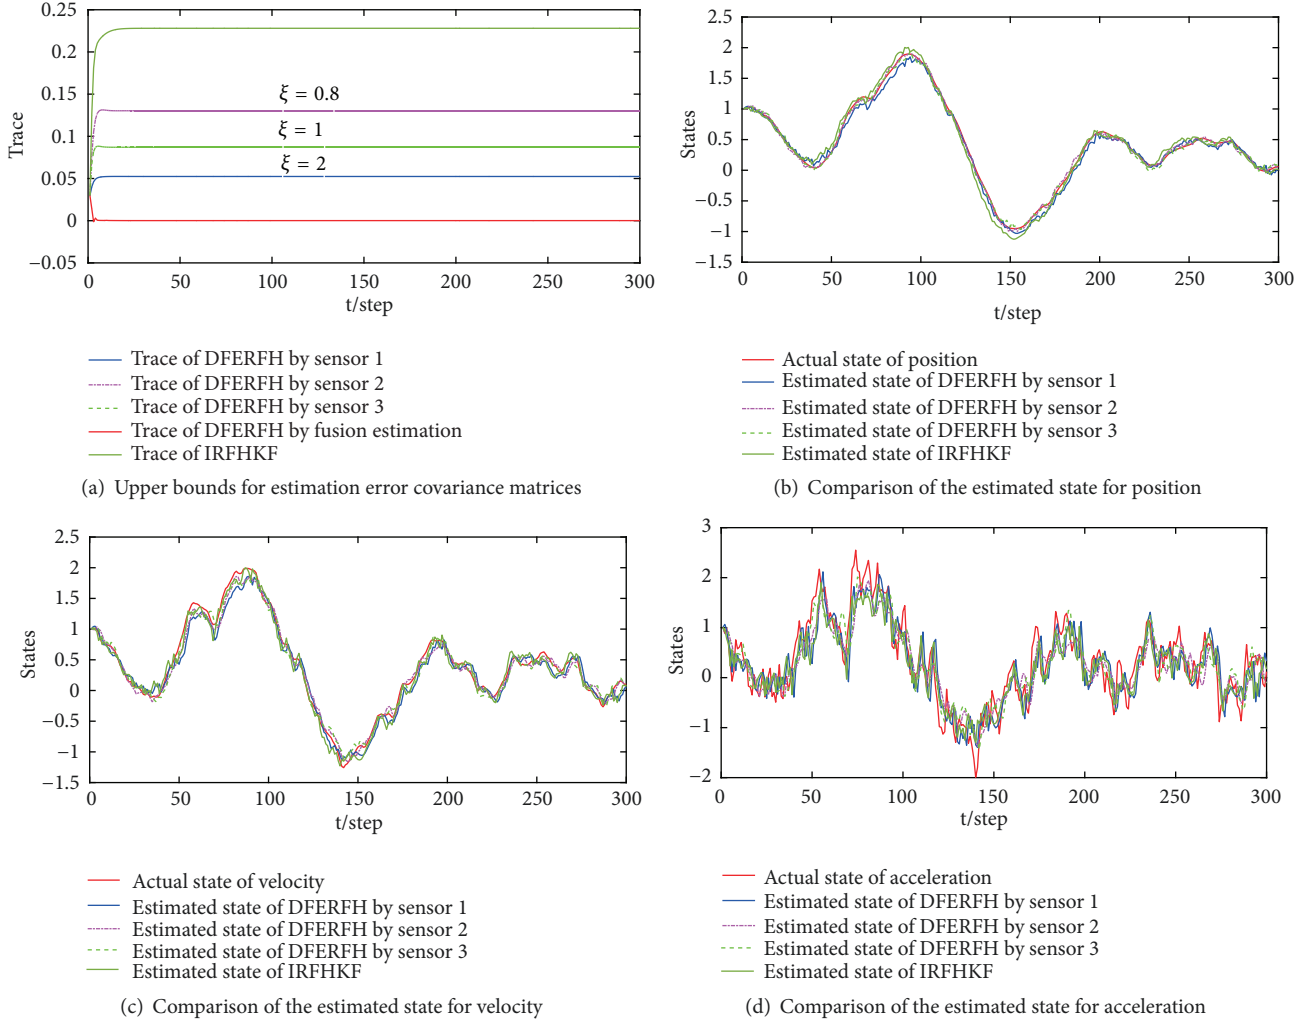 0.25
0.2
0.15
0.1
0.05
0
−0.05
Trace
ξ = 0.8
ξ = 1
ξ = 2
0 50 100 150 200 250 300
t/step
Trace of DFERFH by sensor 1
Trace of DFERFH by sensor 2
Trace of DFERFH by sensor 3
Trace of DFERFH by fusion estimation
Trace of IRFHKF
(a) Upper bounds for estimation error covariance matrices
2.5
2
1.5
1
0.5
0
−0.5
−1
−1.5
States
0 50 100 150 200 250 300
t/step
Actual state of position
Estimated state of DFERFH by sensor 1
Estimated state of DFERFH by sensor 2
Estimated state of DFERFH by sensor 3
Estimated state of IRFHKF
(b) Comparison of the estimated state for position
2.5
2
1.5
1
0.5
0
−0.5
−1
−1.5
States
0 50 100 150 200 250 300
t/step
Actual state of velocity
Estimated state of DFERFH by sensor 1
Estimated state of DFERFH by sensor 2
Estimated state of DFERFH by sensor 3
Estimated state of IRFHKF
(c) Comparison of the estimated state for velocity
3
2
1
0
−1
−2
States
0 50 100 150 200 250 300
t/step
Actual state of acceleration
Estimated state of DFERFH by sensor 1
Estimated state of DFERFH by sensor 2
Estimated state of DFERFH by sensor 3
Estimated state of IRFHKF
(d) Comparison of the estimated state for acceleration